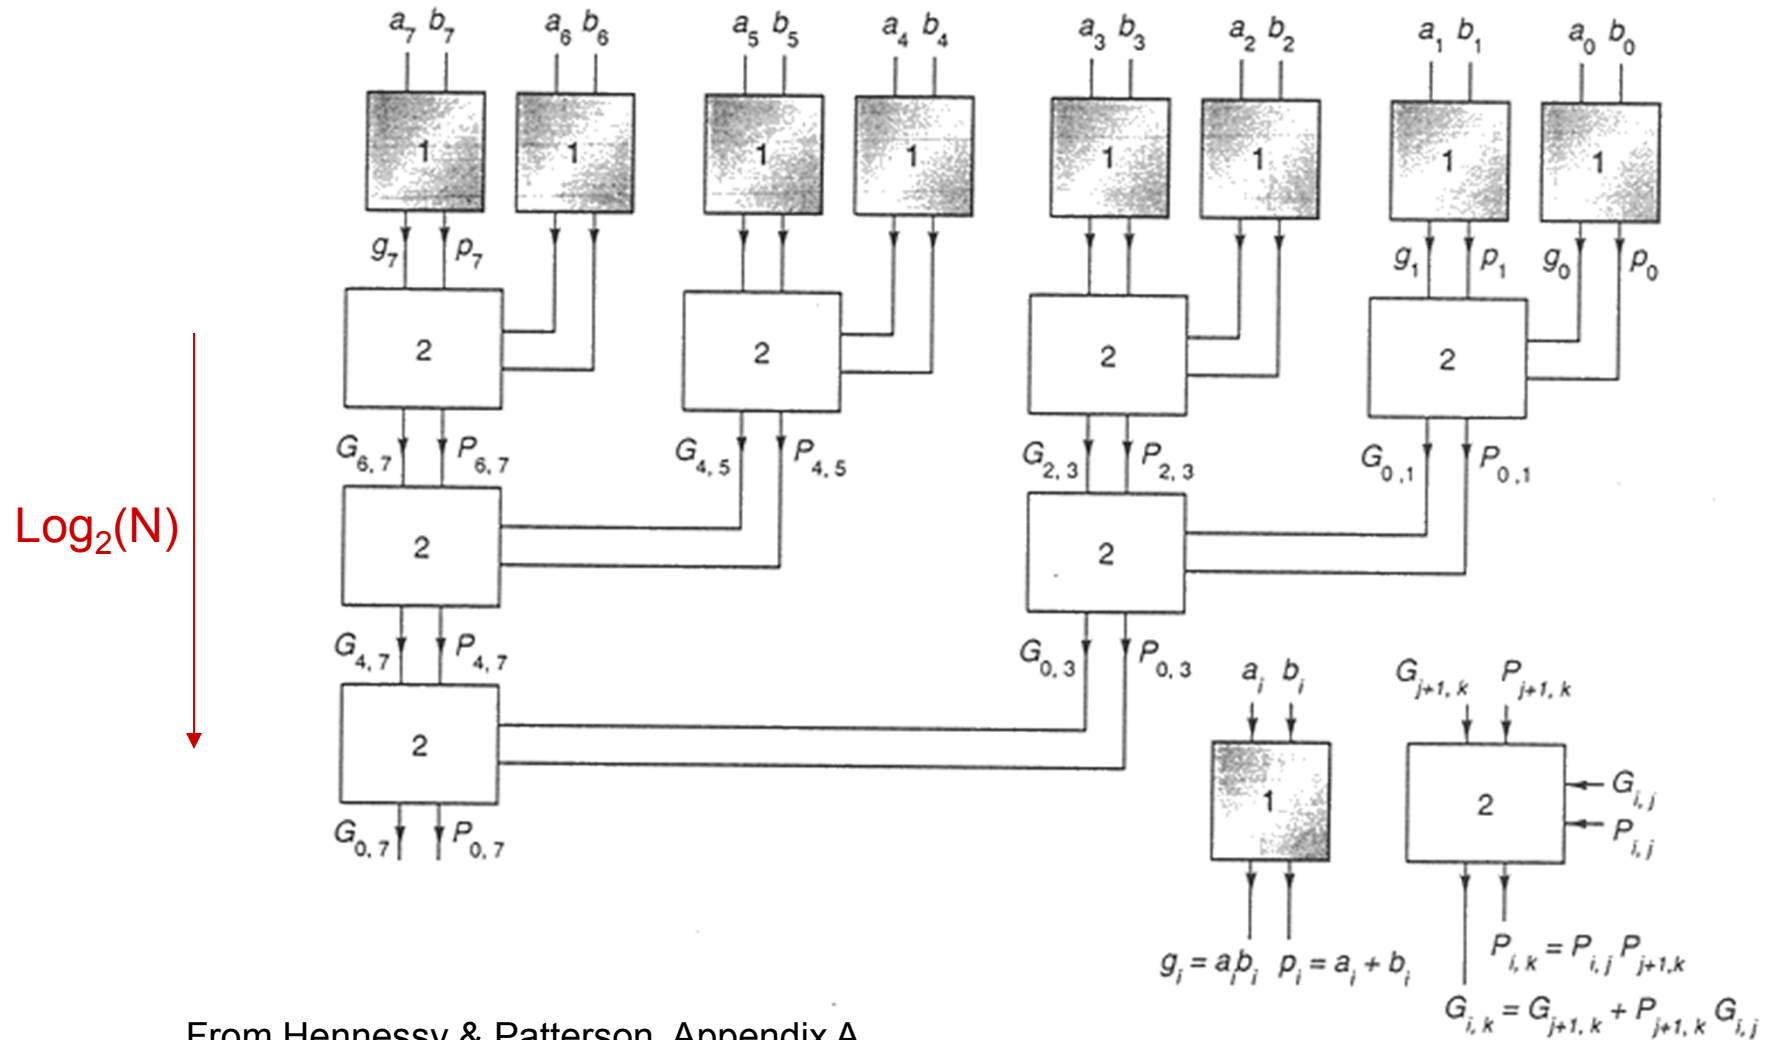 a7 b7 a6 b6 a5 b5 a4 b4 a3 b3 a2 b2 a1 b1 a0 b0
1 1 1 1 1 1 1 1
g7 p7 g1 p1 g0 p0
2 2 2 2
G6,7 P6,7 G4,5 P4,5 G2,3 P2,3 G0,1 P0,1
Log2(N)
2 2
G4,7 P4,7 G0,3 P0,3
2
G0,7 P0,7
ai bi
1
gi = aibi pi = ai + bi
Gj+1,k Pj+1,k
2
Gi,j
Pi,j
Pi,k = Pi,j Pj+1,k
Gi,k = Gj+1,k + Pj+1,k Gi,j
From Hennessy & Patterson, Appendix A